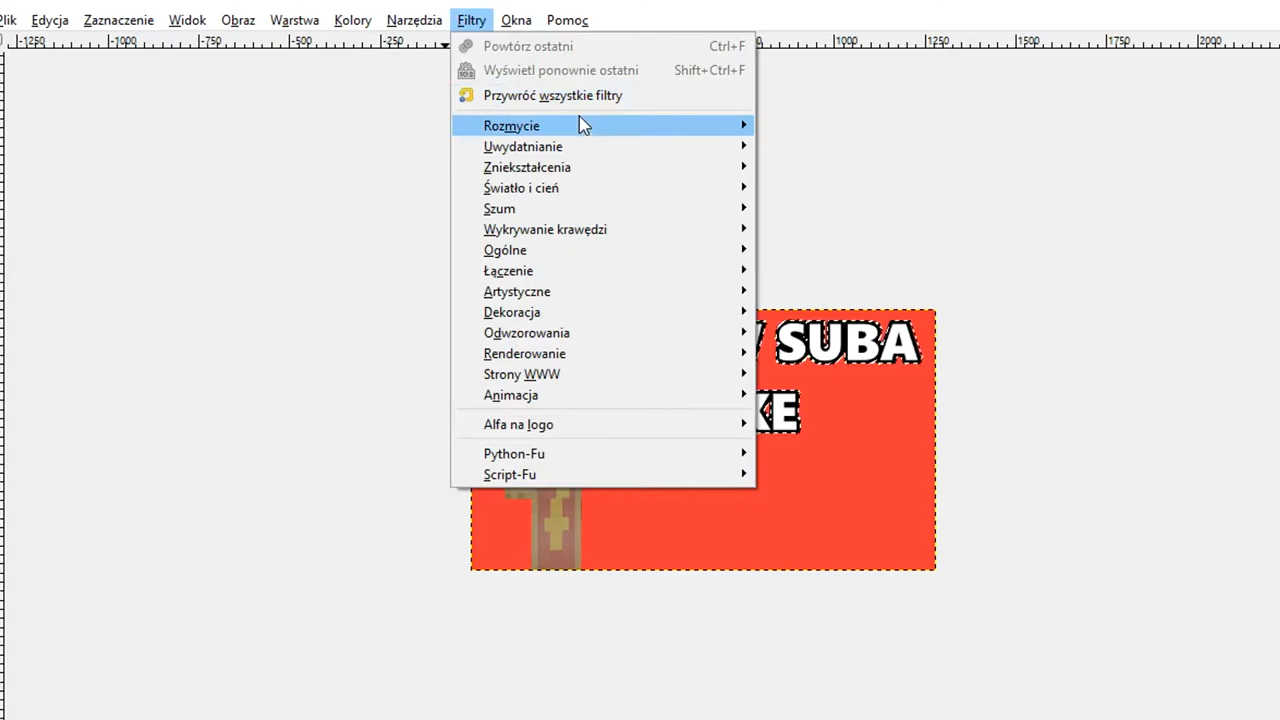 lik Edycja Zaznaczenie Widok Obraz Warstwa Kolory Narzędzia Filtry Okna Pomoc
-1250 -1000 -750 -500 -250 1000 1250 1500 1750 2000
Powtórz ostatni Ctrl+F
Wyświetl ponownie ostatni Shift+Ctrl+F
Przywróć wszystkie filtry
Rozmycie
Uwydatnianie
Zniekształcenia
Światło i cień
Szum
Wykrywanie krawędzi
Ogólne
Łączenie
Artystyczne
Dekoracja
Odwzorowania
Renderowanie
Strony WWW
Animacja
Alfa na logo
Python-Fu
Script-Fu
SUBA
KE